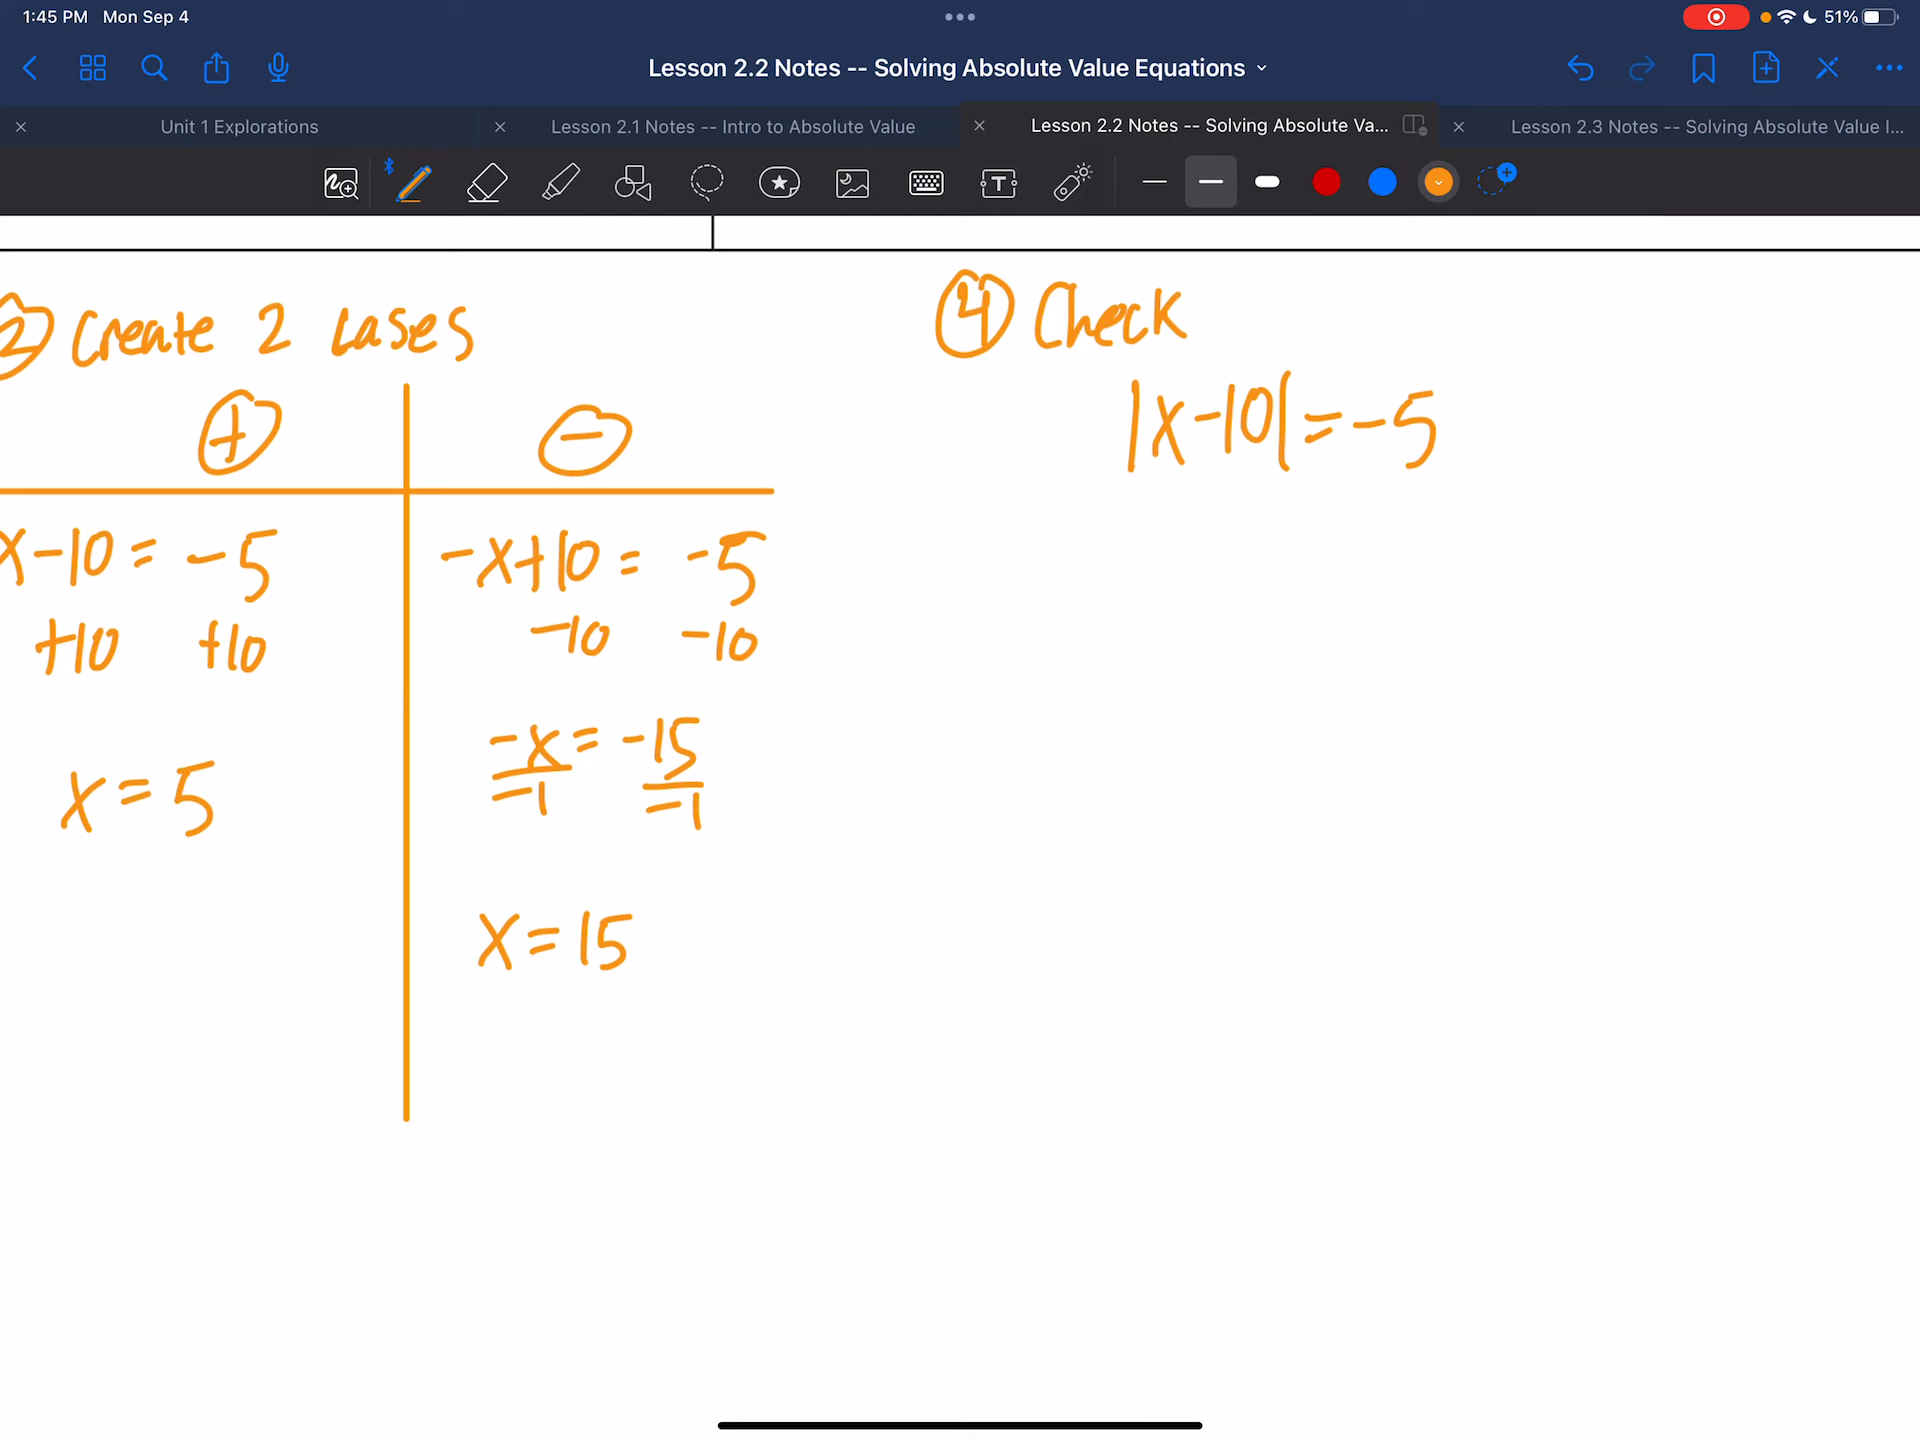 1:45 PM Mon Sep 4
51%
Lesson 2.2 Notes -- Solving Absolute Value Equations
Unit 1 Explorations
Lesson 2.1 Notes -- Intro to Absolute Value
Lesson 2.2 Notes -- Solving Absolute Va...
Lesson 2.3 Notes -- Solving Absolute Value I...
② Create 2 cases
+ −
x-10 = -5
+10 +10
x = 5
-x+10 = -5
-10 -10
-x = -15
-1 -1
x = 15
④ Check
|x-10| = -5